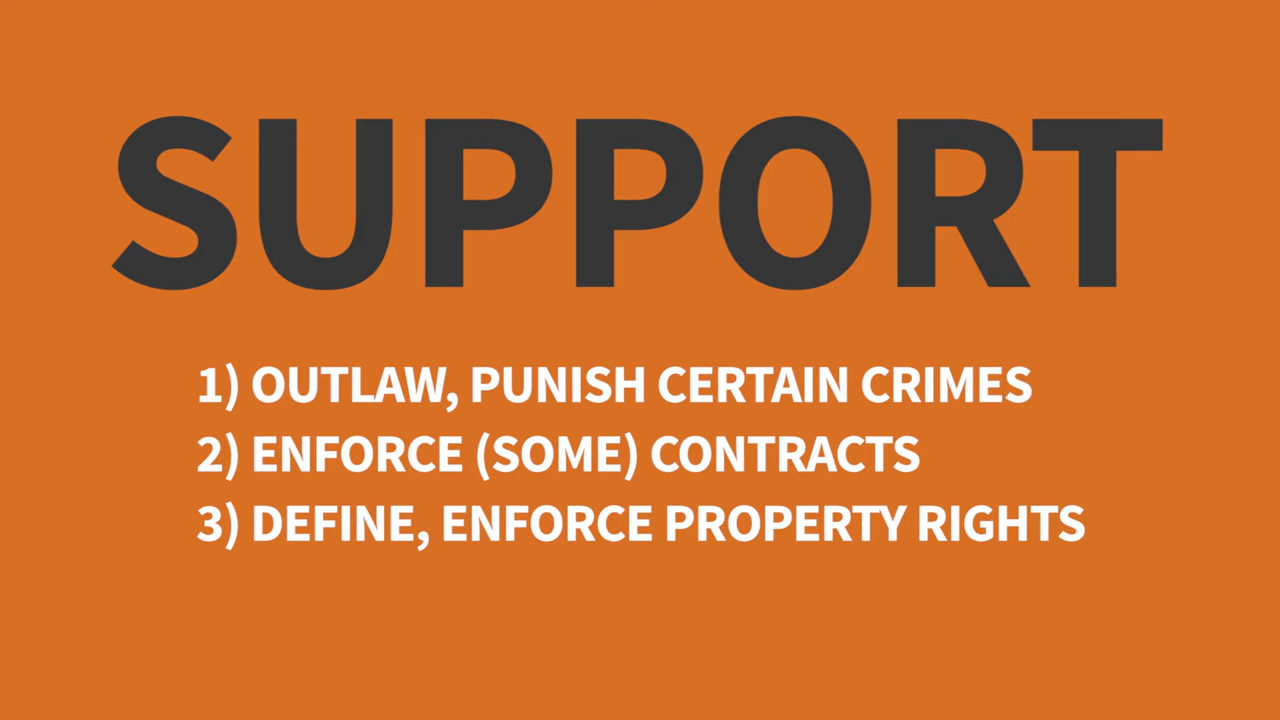 SUPPORT
1) OUTLAW, PUNISH CERTAIN CRIMES
2) ENFORCE (SOME) CONTRACTS
3) DEFINE, ENFORCE PROPERTY RIGHTS